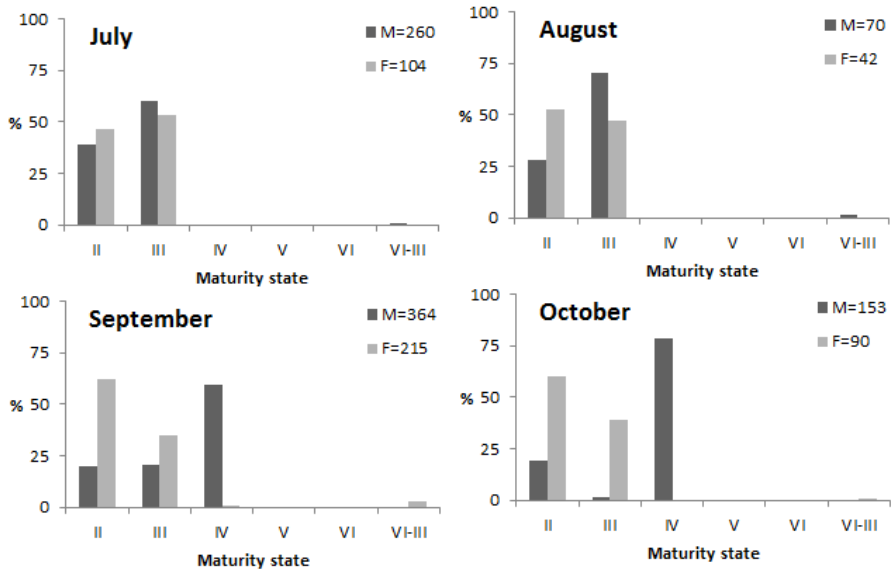 July
M=260
F=104
100
75
% 50
25
0
II III IV V VI VI-III
Maturity state
August
M=70
F=42
100
75
% 50
25
0
II III IV V VI VI-III
Maturity state
September
M=364
F=215
100
75
% 50
25
0
II III IV V VI VI-III
Maturity state
October
M=153
F=90
100
75
% 50
25
0
II III IV V VI VI-III
Maturity state